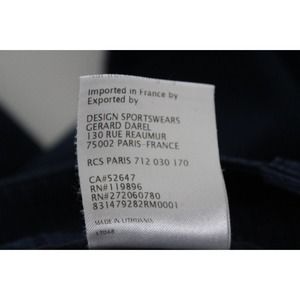 Imported in France by
Exported by
DESIGN SPORTSWEARS
GERARD DAREL
130 RUE REAUMUR
75002 PARIS-FRANCE
RCS PARIS 712 030 170
CA#52647
RN#119896
RN#272060780
831479282RM0001
MADE IN LITHUANIA